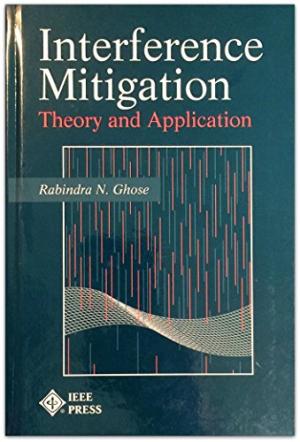 Interference
Mitigation
Theory and Application
Rabindra N. Ghose
IEEE
® PRESS